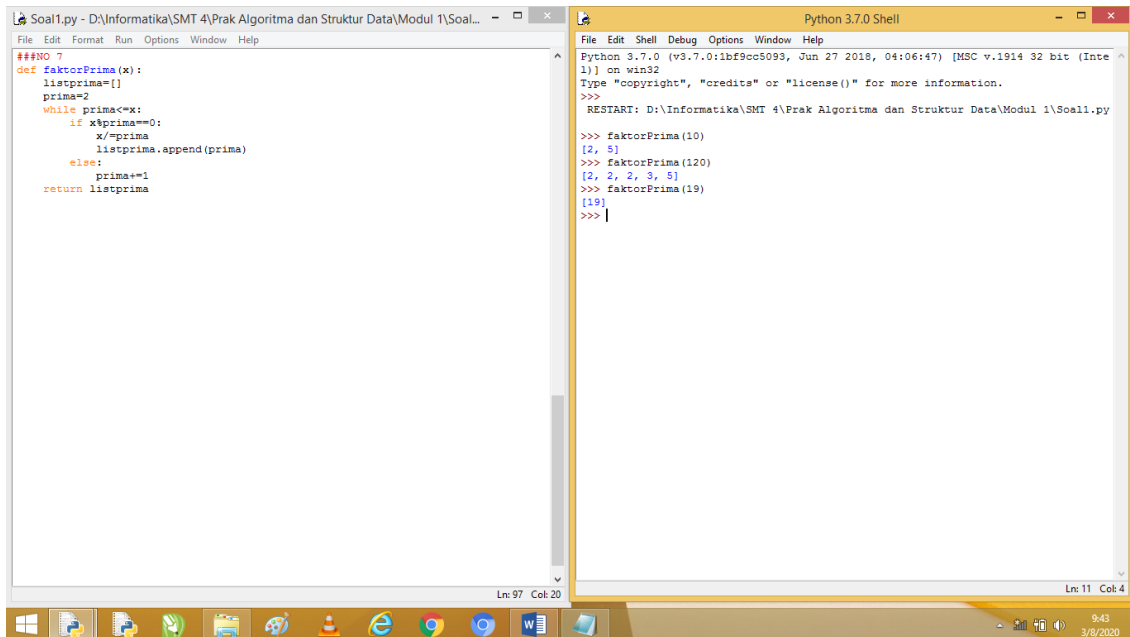 Soal1.py - D:\Informatika\SMT 4\Prak Algoritma dan Struktur Data\Modul 1\Soal...
File Edit Format Run Options Window Help
###NO 7
def faktorPrima(x):
    listprima=[]
    prima=2
    while prima<=x:
        if x%prima==0:
            x/=prima
            listprima.append(prima)
        else:
            prima+=1
    return listprima
Ln: 97 Col: 20
Python 3.7.0 Shell
File Edit Shell Debug Options Window Help
Python 3.7.0 (v3.7.0:1bf9cc5093, Jun 27 2018, 04:06:47) [MSC v.1914 32 bit (Inte
l)] on win32
Type "copyright", "credits" or "license()" for more information.
>>>
 RESTART: D:\Informatika\SMT 4\Prak Algoritma dan Struktur Data\Modul 1\Soal1.py
>>> faktorPrima(10)
[2, 5]
>>> faktorPrima(120)
[2, 2, 2, 3, 5]
>>> faktorPrima(19)
[19]
>>>
Ln: 11 Col: 4
9:43
3/8/2020